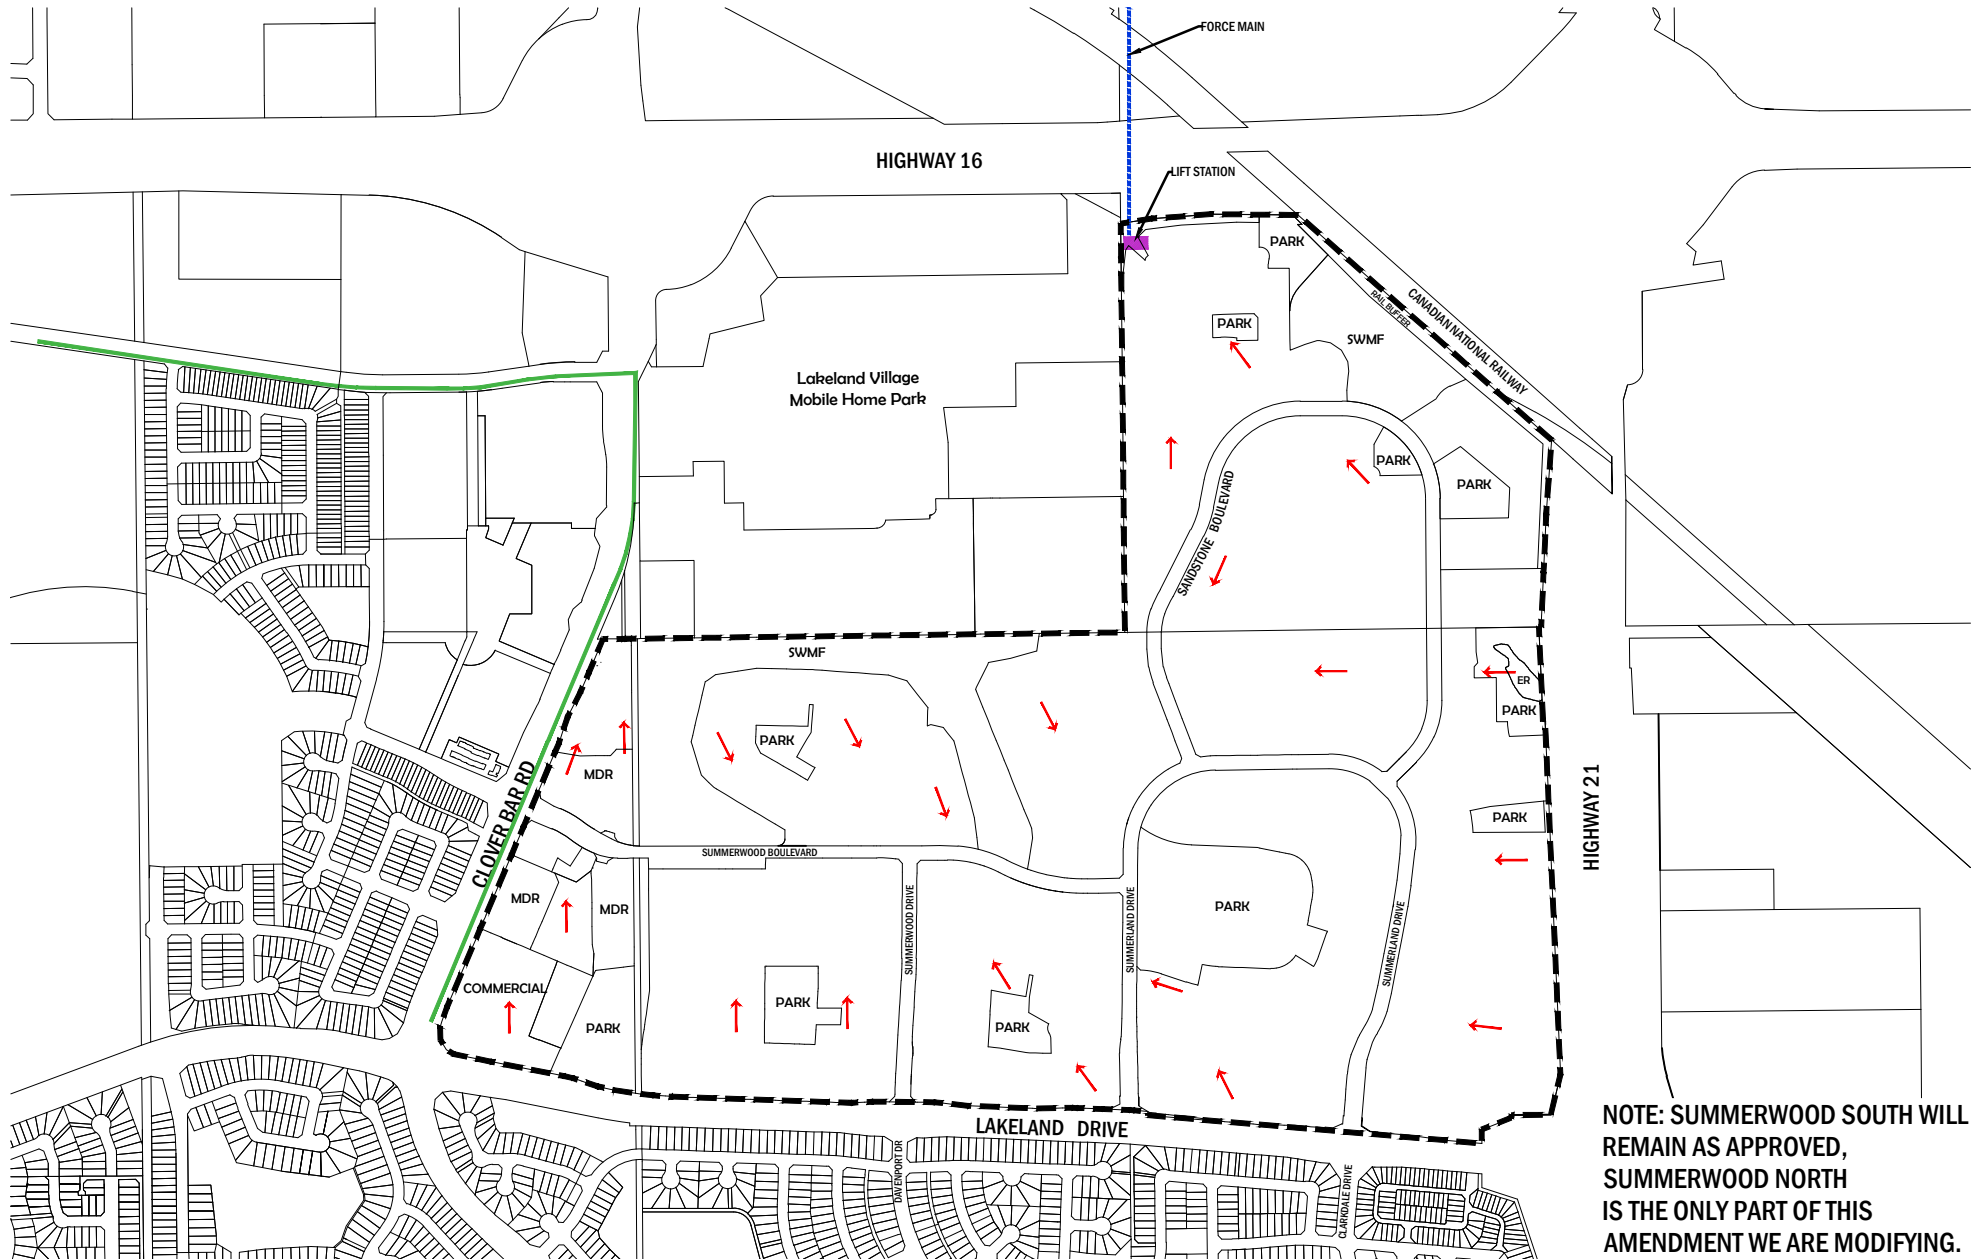 FORCE MAIN
HIGHWAY 16
LIFT STATION
PARK
CANADIAN NATIONAL RAILWAY
RAIL BUFFER
PARK
SWMF
Lakeland Village
Mobile Home Park
PARK
PARK
SANDSTONE BOULEVARD
SWMF
ER
PARK
PARK
MDR
CLOVER BAR RD
HIGHWAY 21
PARK
SUMMERWOOD BOULEVARD
MDR
MDR
SUMMERWOOD DRIVE
SUMMERLAND DRIVE
PARK
SUMMERLAND DRIVE
COMMERCIAL
PARK
PARK
PARK
LAKELAND DRIVE
DAVENPORT DR
CLARKDALE DRIVE
NOTE: SUMMERWOOD SOUTH WILL
REMAIN AS APPROVED,
SUMMERWOOD NORTH
IS THE ONLY PART OF THIS
AMENDMENT WE ARE MODIFYING.